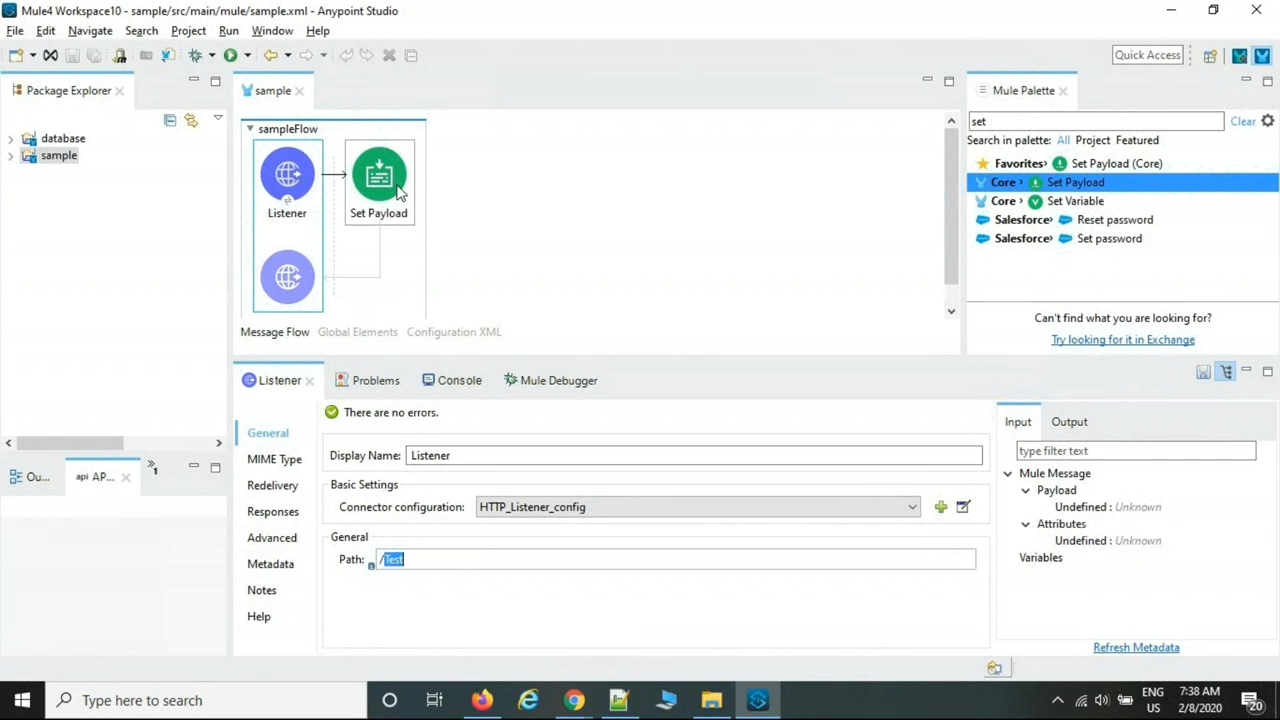 Mule4 Workspace10 - sample/src/main/mule/sample.xml - Anypoint Studio
File Edit Navigate Search Project Run Window Help
Quick Access
Package Explorer
sample
Mule Palette
database
sample
sampleFlow
Listener
Set Payload
set
Clear
Search in palette: All Project Featured
Favorites> Set Payload (Core)
Core > Set Payload
Core > Set Variable
Salesforce> Reset password
Salesforce> Set password
Can't find what you are looking for?
Try looking for it in Exchange
Message Flow Global Elements Configuration XML
Listener
Problems
Console
Mule Debugger
There are no errors.
General
MIME Type
Redelivery
Responses
Advanced
Metadata
Notes
Help
Display Name: Listener
Basic Settings
Connector configuration: HTTP_Listener_config
General
Path: /Test
Input Output
type filter text
Mule Message
Payload
Undefined : Unknown
Attributes
Undefined : Unknown
Variables
Refresh Metadata
Ou...
api AP...
»1
Type here to search
ENG
US
7:38 AM
2/8/2020
20